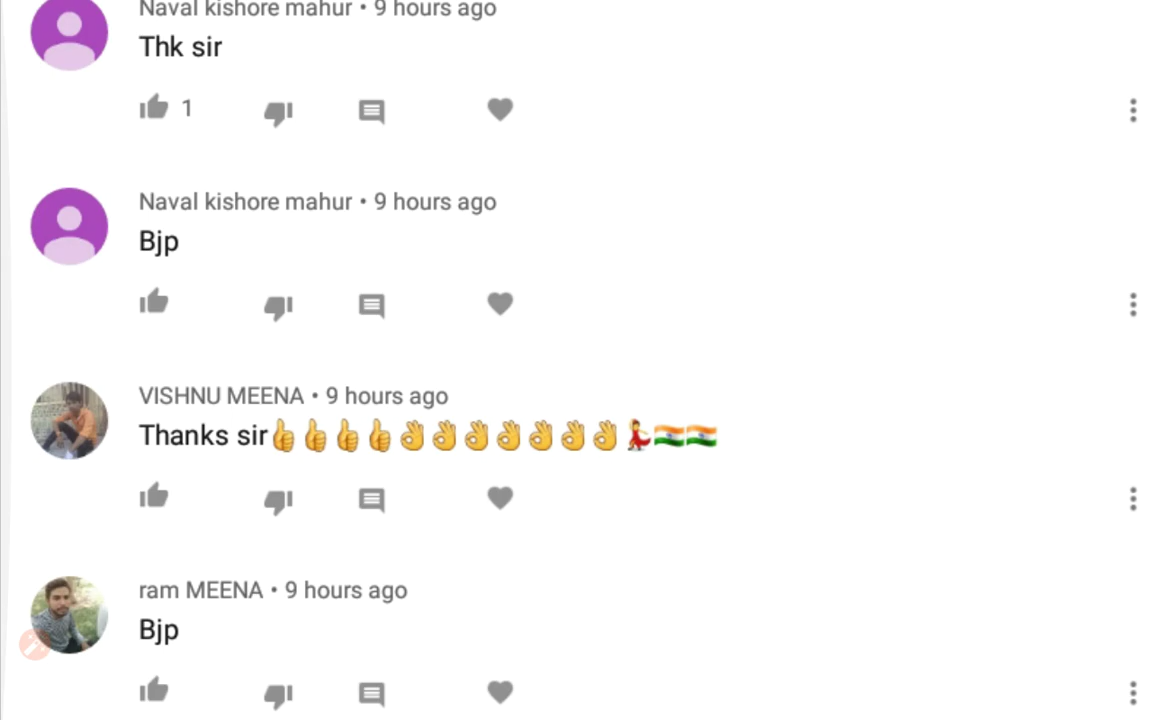 Naval kishore mahur • 9 hours ago
Thk sir
1
Naval kishore mahur • 9 hours ago
Bjp
VISHNU MEENA • 9 hours ago
Thanks sir👍👍👍👍👌👌👌👌👌👌👌💃🇮🇳🇮🇳
ram MEENA • 9 hours ago
Bjp